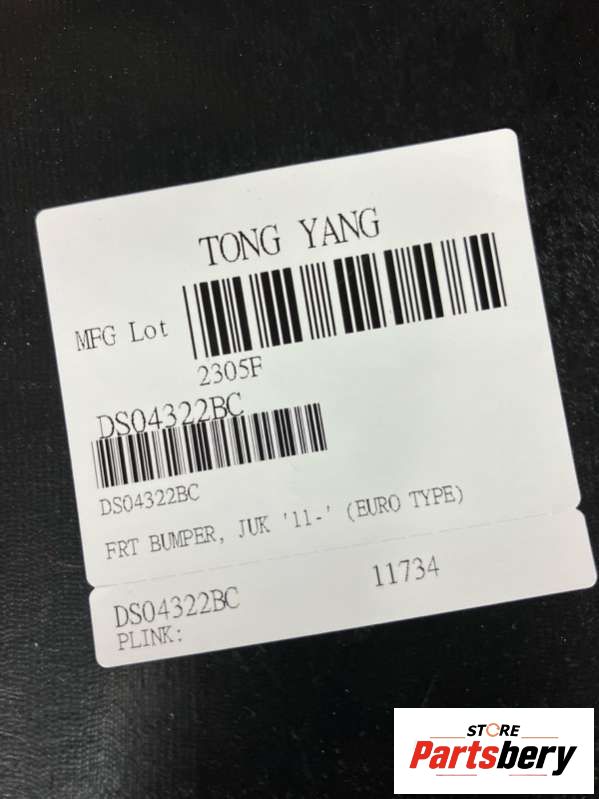 TONG YANG
MFG Lot
2305F
DS04322BC
DS04322BC
FRT BUMPER, JUK '11-' (EURO TYPE)
DS04322BC 11734
PLINK:
STORE
Partsbery